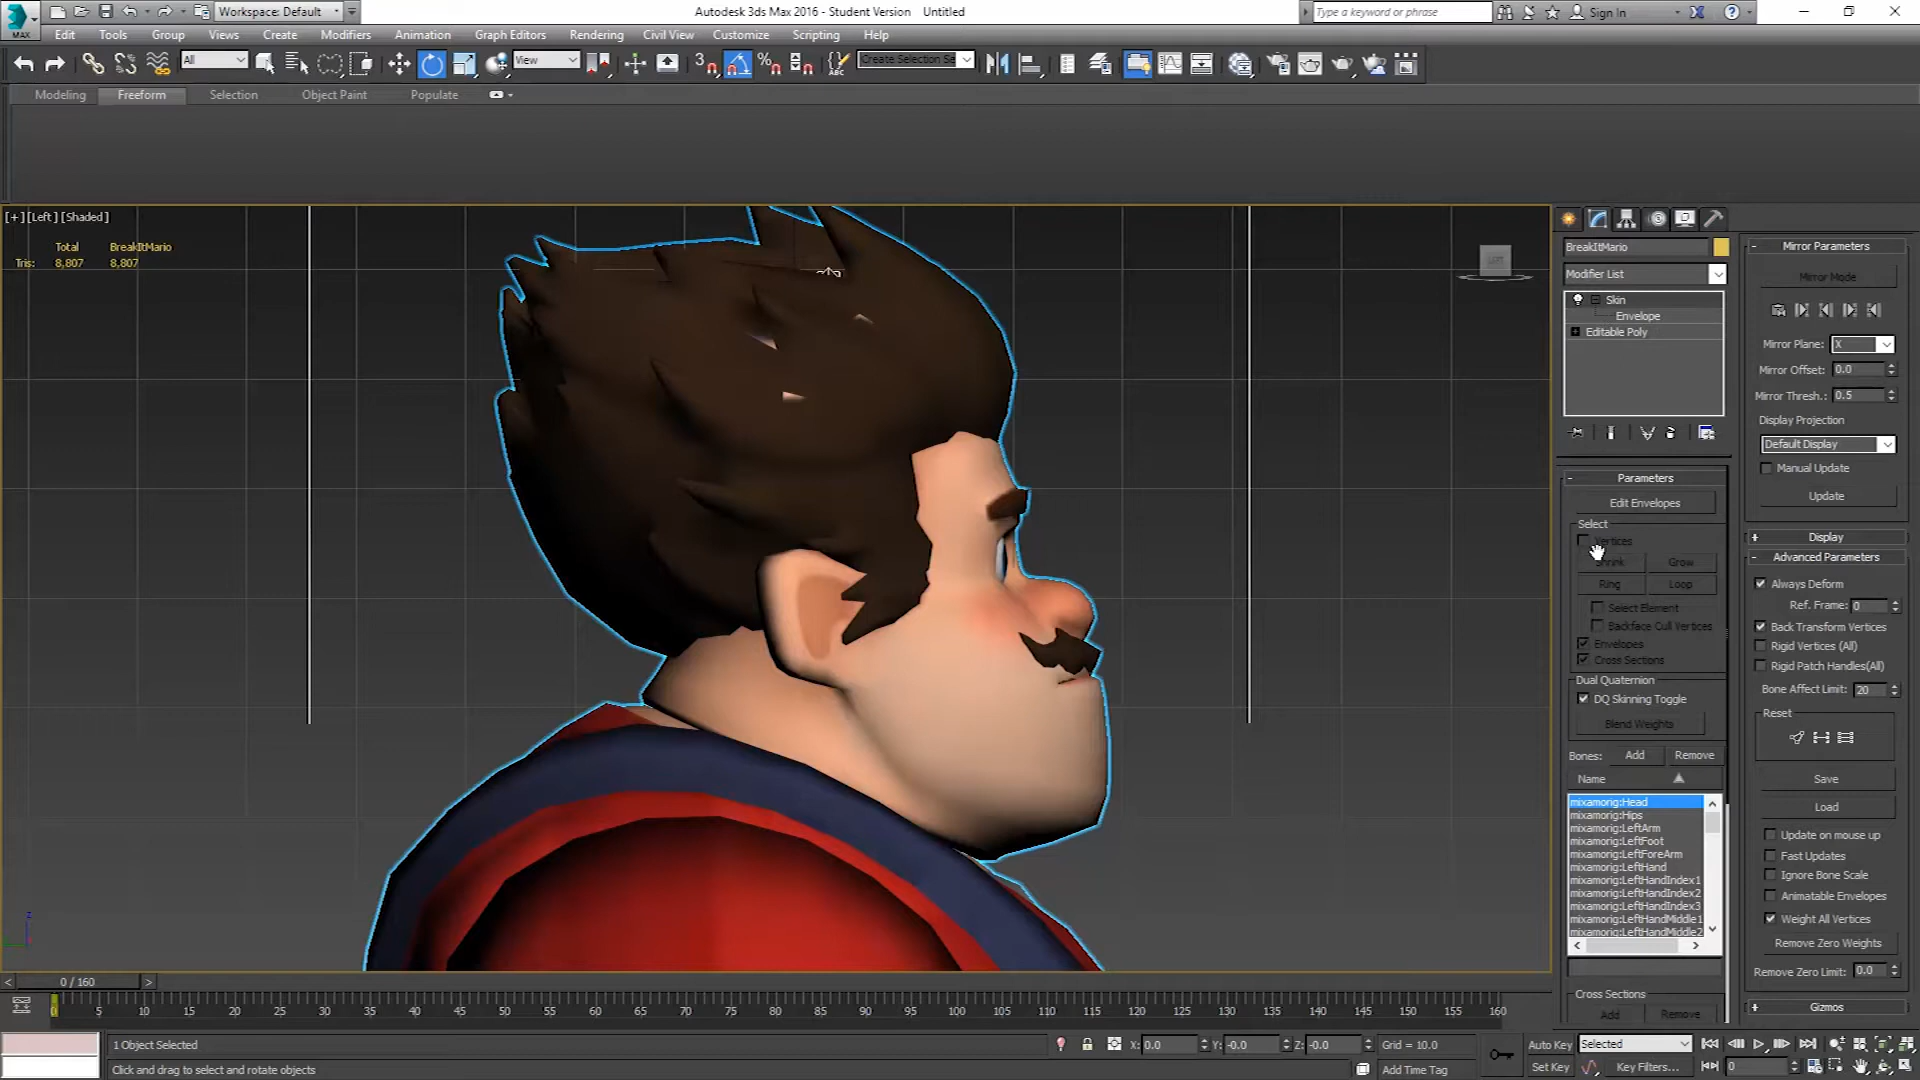 Workspace: Default
Autodesk 3ds Max 2016 - Student Version    Untitled
Type a keyword or phrase
Sign In
MAX
Edit Tools Group Views Create Modifiers Animation Graph Editors Rendering Civil View Customize Scripting Help
All
View
3
ABC
Create Selection Se
Modeling Freeform Selection Object Paint Populate
[+] [Left] [Shaded]
Total BreakItMario
Tris: 8,807 8,807
LEFT
z
BreakItMario
Modifier List
Skin
Envelope
Editable Poly
Parameters
Edit Envelopes
Select
Vertices
Shrink Grow
Ring Loop
Select Element
Backface Cull Vertices
Envelopes
Cross Sections
Dual Quaternion
DQ Skinning Toggle
Blend Weights
Bones: Add Remove
Name
mixamorig:Head
mixamorig:Hips
mixamorig:LeftArm
mixamorig:LeftFoot
mixamorig:LeftForeArm
mixamorig:LeftHand
mixamorig:LeftHandIndex1
mixamorig:LeftHandIndex2
mixamorig:LeftHandIndex3
mixamorig:LeftHandMiddle1
mixamorig:LeftHandMiddle2
Cross Sections
Add Remove
Mirror Parameters
Mirror Mode
Mirror Plane: X
Mirror Offset: 0.0
Mirror Thresh.: 0.5
Display Projection
Default Display
Manual Update
Update
Display
Advanced Parameters
Always Deform
Ref. Frame: 0
Back Transform Vertices
Rigid Vertices (All)
Rigid Patch Handles(All)
Bone Affect Limit: 20
Reset
Save
Load
Update on mouse up
Fast Updates
Ignore Bone Scale
Animatable Envelopes
Weight All Vertices
Remove Zero Weights
Remove Zero Limit: 0.0
Gizmos
< 0 / 160 >
0 5 10 15 20 25 30 35 40 45 50 55 60 65 70 75 80 85 90 95 100 105 110 115 120 125 130 135 140 145 150 155 160
1 Object Selected
X: 0.0 Y: -0.0 Z: -0.0 Grid = 10.0
Auto Key Selected
Click and drag to select and rotate objects
Add Time Tag
Set Key Key Filters... 0